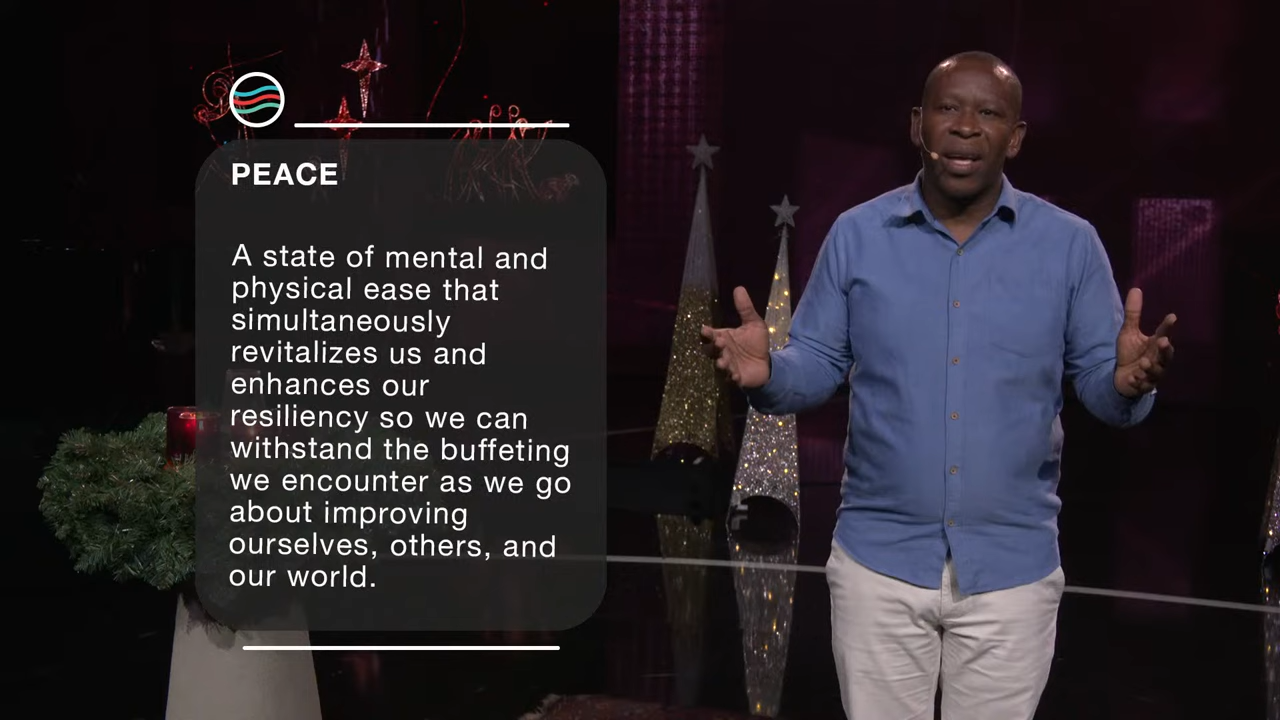 PEACE
A state of mental and
physical ease that
simultaneously
revitalizes us and
enhances our
resiliency so we can
withstand the buffeting
we encounter as we go
about improving
ourselves, others, and
our world.